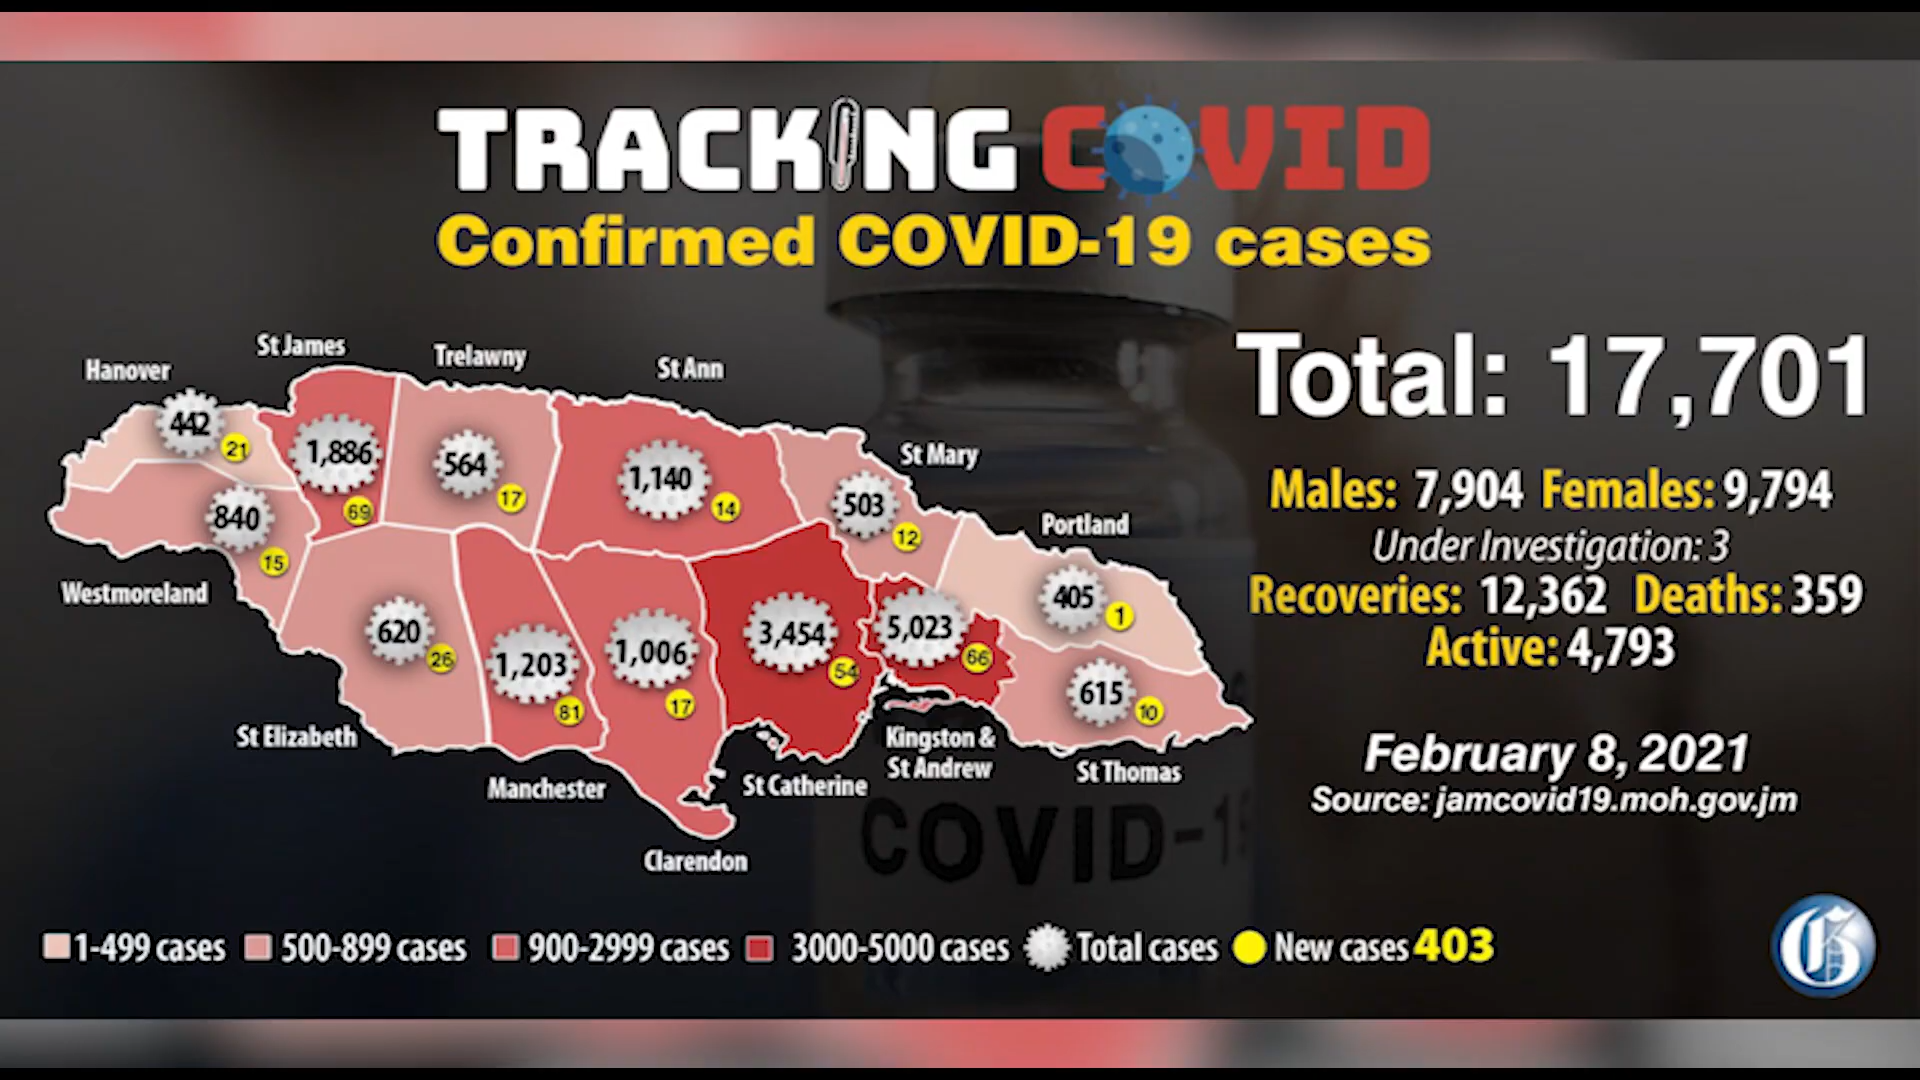 TRACKING COVID
Confirmed COVID-19 cases
Total: 17,701
Males: 7,904 Females: 9,794
Under Investigation: 3
Recoveries: 12,362 Deaths: 359
Active: 4,793
February 8, 2021
Source: jamcovid19.moh.gov.jm
Hanover
442
21
St James
1,886
69
Trelawny
564
17
St Ann
1,140
14
St Mary
503
12
Portland
405
1
Westmoreland
840
15
St Elizabeth
620
26
Manchester
1,203
81
Clarendon
1,006
17
St Catherine
3,454
54
Kingston &
St Andrew
5,023
66
St Thomas
615
10
COVID-19
1-499 cases 500-899 cases 900-2999 cases 3000-5000 cases Total cases New cases 403
G